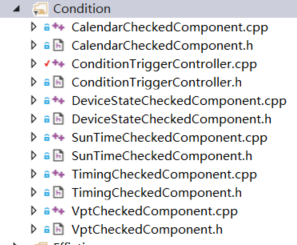 Condition
CalendarCheckedComponent.cpp
CalendarCheckedComponent.h
ConditionTriggerController.cpp
ConditionTriggerController.h
DeviceStateCheckedComponent.cpp
DeviceStateCheckedComponent.h
SunTimeCheckedComponent.cpp
SunTimeCheckedComponent.h
TimingCheckedComponent.cpp
TimingCheckedComponent.h
VptCheckedComponent.cpp
VptCheckedComponent.h